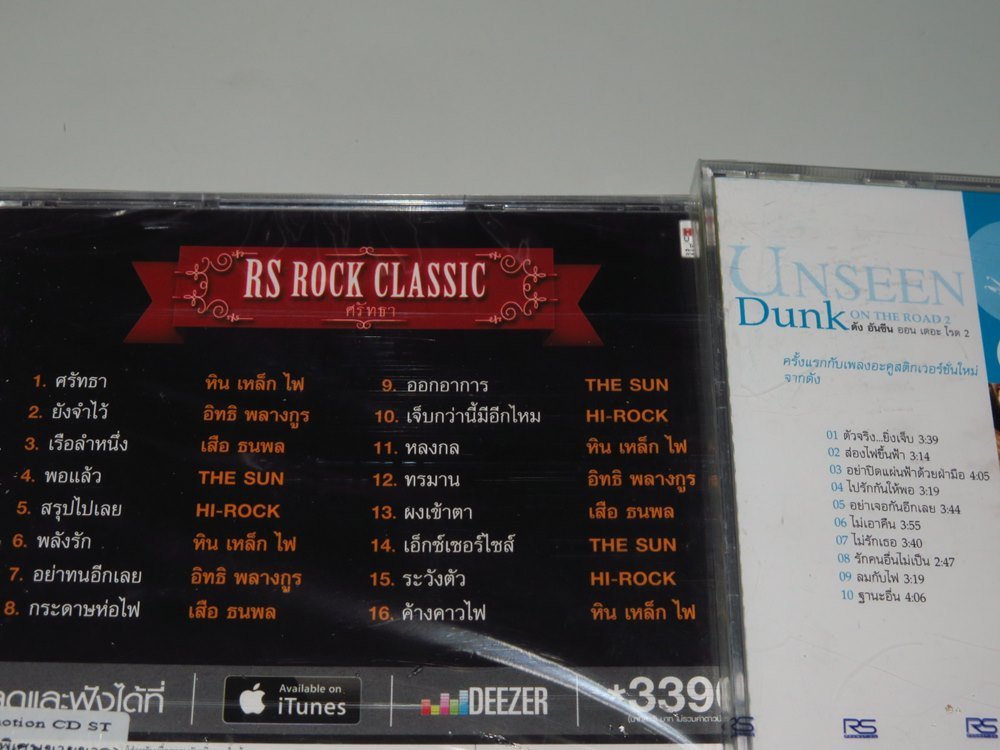 RS ROCK CLASSIC
ศรัทธา
1. ศรัทธา หิน เหล็ก ไฟ
2. ยังจำไว้ อิทธิ พลางกูร
3. เรือลำหนึ่ง เสือ ธนพล
4. พอแล้ว THE SUN
5. สรุปไปเลย HI-ROCK
6. พลังรัก หิน เหล็ก ไฟ
7. อย่าทนอีกเลย อิทธิ พลางกูร
8. กระดาษห่อไฟ เสือ ธนพล
9. ออกอาการ THE SUN
10. เจ็บกว่านี้มีอีกไหม HI-ROCK
11. หลงกล หิน เหล็ก ไฟ
12. ทรมาน อิทธิ พลางกูร
13. ผงเข้าตา เสือ ธนพล
14. เอ็กซ์เซอร์ไซส์ THE SUN
15. ระวังตัว HI-ROCK
16. ค้างคาวไฟ หิน เหล็ก ไฟ
และฟังได้ที่
Available on
iTunes
DEEZER
*339
CD ST
UNSEEN
Dunk ON THE ROAD 2
ดัง อันซีน ออน เดอะ โรด 2
ครั้งแรกกับเพลงอะคูสติกเวอร์ชั่นใหม่
จากดัง
01 ตัวจริง...ยิ่งเจ็บ 3:39
02 ส่องไฟขึ้นฟ้า 3:14
03 อย่าปิดแผ่นฟ้าด้วยฝ่ามือ 4:05
04 ไปรักกันให้พอ 3:19
05 อย่าเจอกันอีกเลย 3:44
06 ไม่เอาคืน 3:55
07 ไม่รักเธอ 3:40
08 รักคนอื่นไม่เป็น 2:47
09 ลมกับไฟ 3:19
10 ฐานะอื่น 4:06
RS
RS
RS